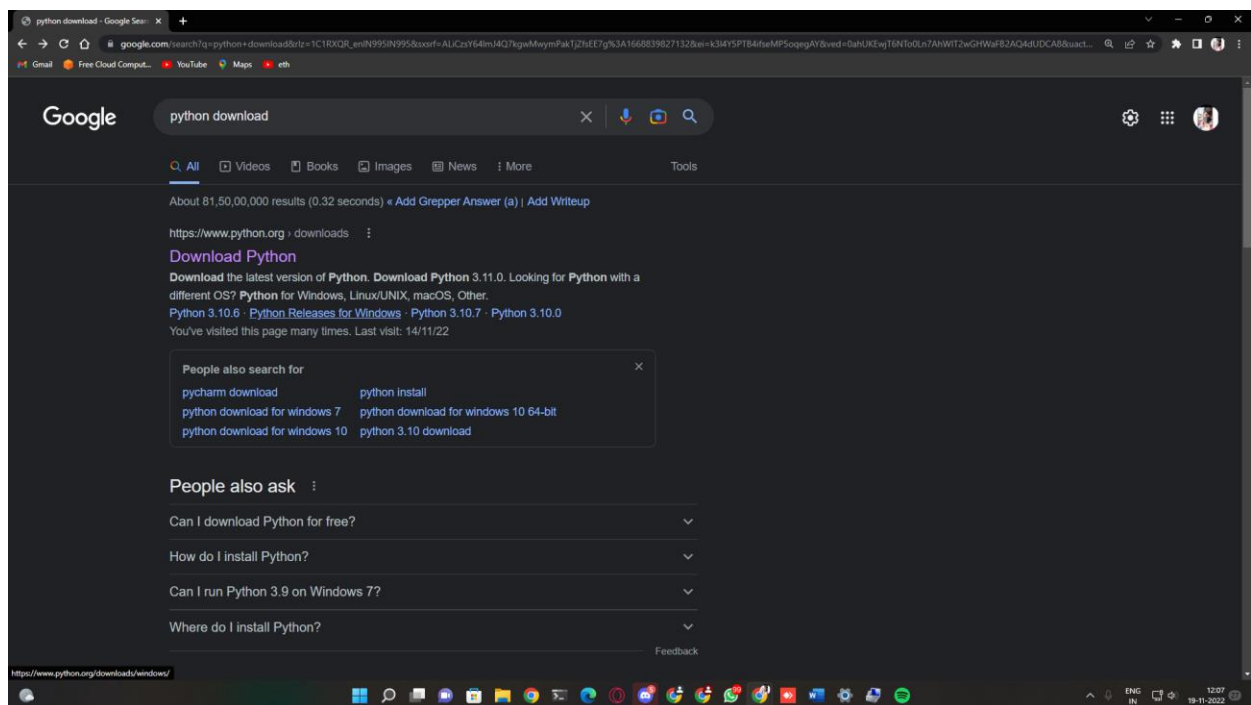 python download - Google Sear
google.com/search?q=python+download&rlz=1C1RXQR_enIN995IN995&sxsrf=
Gmail Free Cloud Comput... YouTube Maps eth
Google python download
All Videos Books Images News More Tools
About 81,50,00,000 results (0.32 seconds) « Add Grepper Answer (a) | Add Writeup
https://www.python.org › downloads
Download Python
Download the latest version of Python. Download Python 3.11.0. Looking for Python with a
different OS? Python for Windows, Linux/UNIX, macOS, Other.
Python 3.10.6 · Python Releases for Windows · Python 3.10.7 · Python 3.10.0
You've visited this page many times. Last visit: 14/11/22
People also search for
pycharm download python install
python download for windows 7 python download for windows 10 64-bit
python download for windows 10 python 3.10 download
People also ask
Can I download Python for free?
How do I install Python?
Can I run Python 3.9 on Windows 7?
Where do I install Python?
Feedback
https://www.python.org/downloads/windows/
ENG 12:07
IN 19-11-2022